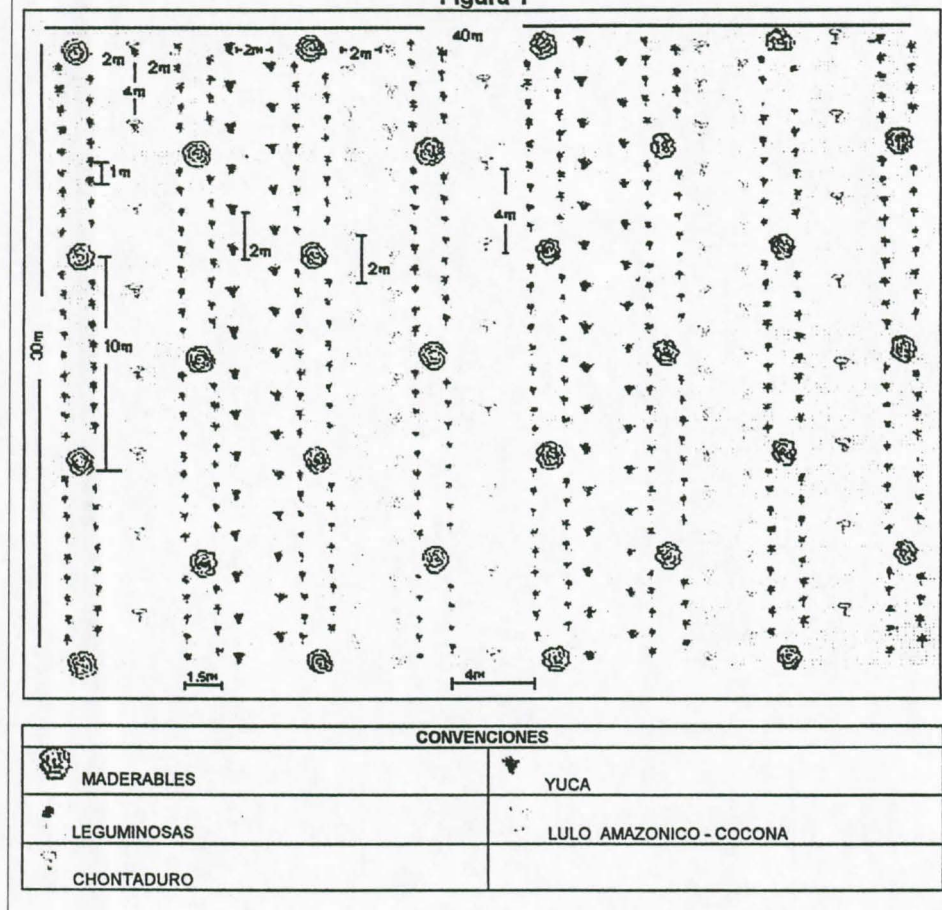 Figura 1
40m
2m
2m
2m
2m
4m
1m
4m
2m
2m
30m
10m
1.5m
4m
CONVENCIONES
MADERABLES
YUCA
LEGUMINOSAS
LULO AMAZONICO - COCONA
CHONTADURO